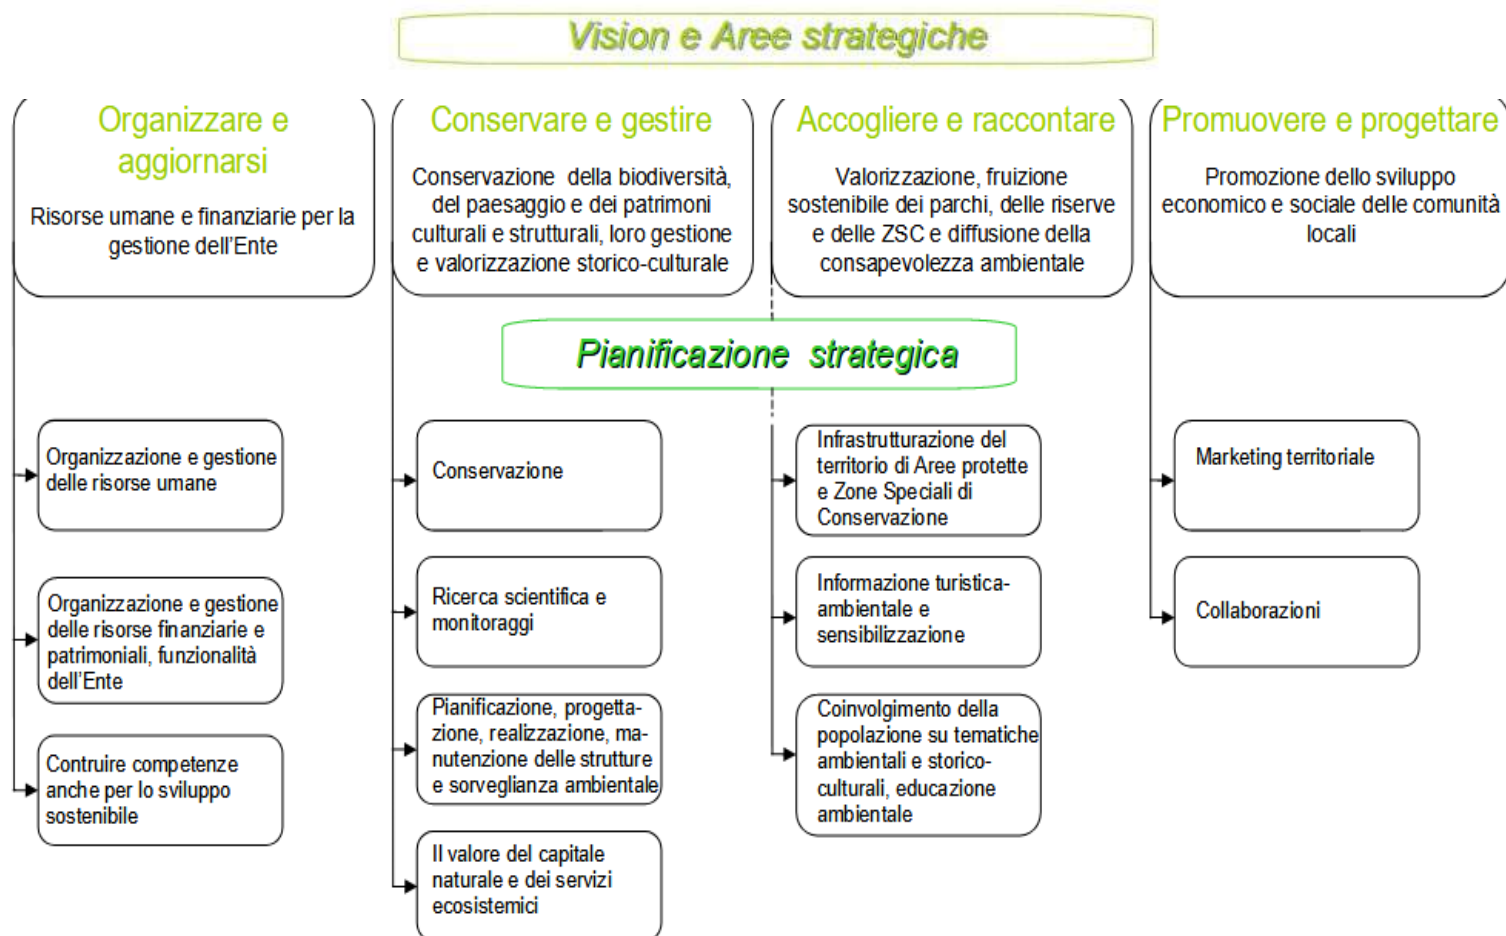 Vision e Aree strategiche
Organizzare e
aggiornarsi
Risorse umane e finanziarie per la
gestione dell'Ente
Conservare e gestire
Conservazione della biodiversità,
del paesaggio e dei patrimoni
culturali e strutturali, loro gestione
e valorizzazione storico-culturale
Accogliere e raccontare
Valorizzazione, fruizione
sostenibile dei parchi, delle riserve
e delle ZSC e diffusione della
consapevolezza ambientale
Promuovere e progettare
Promozione dello sviluppo
economico e sociale delle comunità
locali
Pianificazione strategica
Organizzazione e gestione
delle risorse umane
Organizzazione e gestione
delle risorse finanziarie e
patrimoniali, funzionalità
dell'Ente
Contruire competenze
anche per lo sviluppo
sostenibile
Conservazione
Ricerca scientifica e
monitoraggi
Pianificazione, progetta-
zione, realizzazione, ma-
nutenzione delle strutture
e sorveglianza ambientale
Il valore del capitale
naturale e dei servizi
ecosistemici
Infrastrutturazione del
territorio di Aree protette
e Zone Speciali di
Conservazione
Informazione turistica-
ambientale e
sensibilizzazione
Coinvolgimento della
popolazione su tematiche
ambientali e storico-
culturali, educazione
ambientale
Marketing territoriale
Collaborazioni